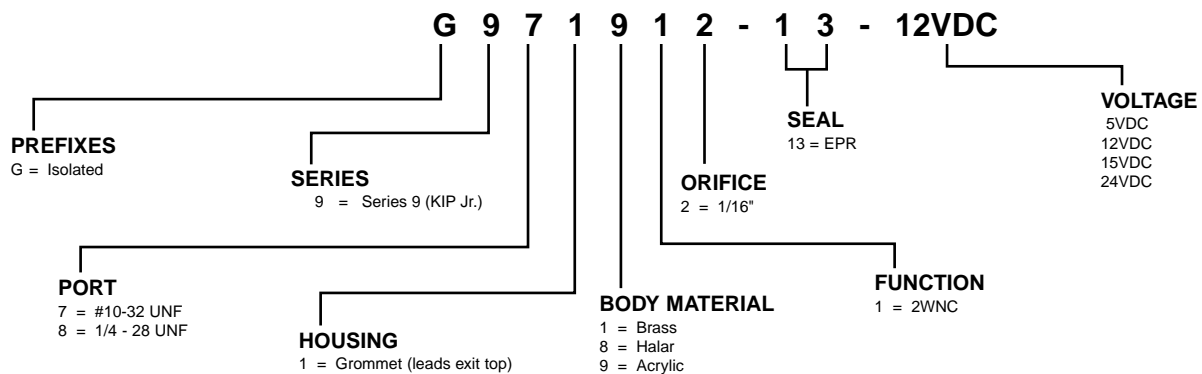 G 9 7 1 9 1 2 - 1 3 - 12VDC
PREFIXES
G = Isolated
SERIES
9 = Series 9 (KIP Jr.)
PORT
7 = #10-32 UNF
8 = 1/4 - 28 UNF
HOUSING
1 = Grommet (leads exit top)
BODY MATERIAL
1 = Brass
8 = Halar
9 = Acrylic
ORIFICE
2 = 1/16"
SEAL
13 = EPR
FUNCTION
1 = 2WNC
VOLTAGE
5VDC
12VDC
15VDC
24VDC